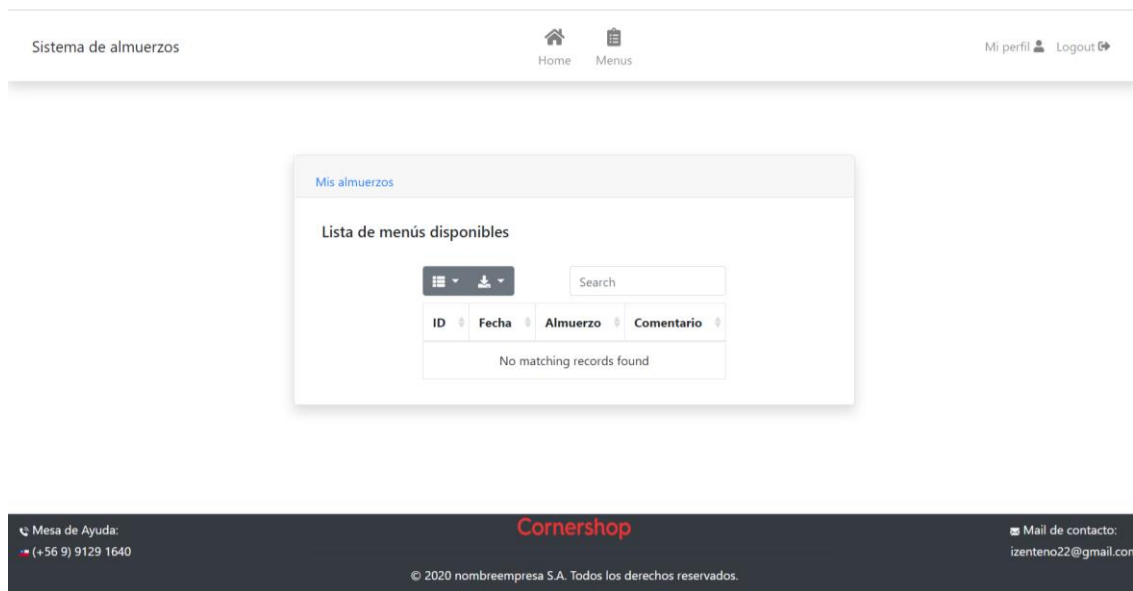 Sistema de almuerzos
Home
Menus
Mi perfil
Logout
Mis almuerzos
Lista de menús disponibles
Search
ID Fecha Almuerzo Comentario
No matching records found
Mesa de Ayuda:
(+56 9) 9129 1640
Cornershop
© 2020 nombreempresa S.A. Todos los derechos reservados.
Mail de contacto:
izenteno22@gmail.com